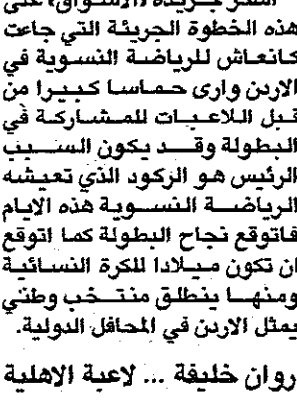 اشكر جريدة «الاسواق» على
هذه الخطوة الجريئة التي جاءت
كانعاش للرياضة النسوية في
الاردن وارى حماسا كبيرا من
قبل اللاعبات للمشاركة في
البطولة وقد يكون السبب
الرئيس هو الركود الذي تعيشه
الرياضة النسوية هذه الايام
فاتوقع نجاح البطولة كما اتوقع
ان تكون ميلادا للكرة النسائية
ومنها ينطلق منتخب وطني
يمثل الاردن في المحافل الدولية.
روان خليفة ... لاعبة الاهلية